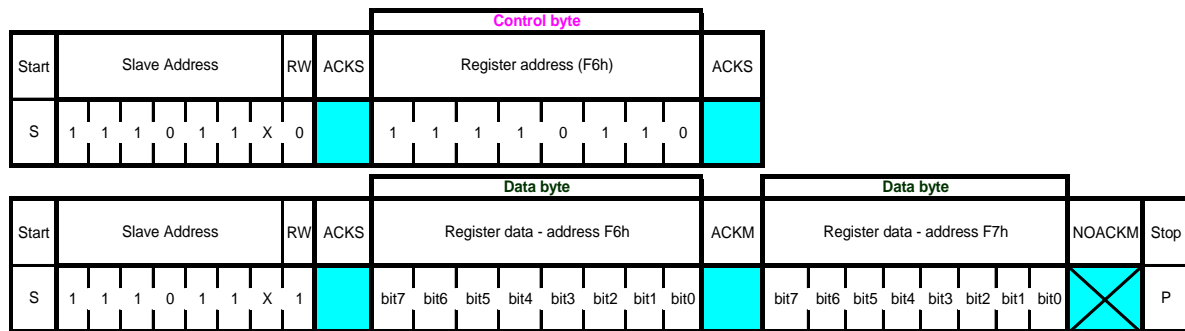 Control byte
Start Slave Address RW ACKS Register address (F6h) ACKS
S 1 1 1 0 1 1 X 0 1 1 1 1 0 1 1 0
Data byte Data byte
Start Slave Address RW ACKS Register data - address F6h ACKM Register data - address F7h NOACKM Stop
S 1 1 1 0 1 1 X 1 bit7 bit6 bit5 bit4 bit3 bit2 bit1 bit0 bit7 bit6 bit5 bit4 bit3 bit2 bit1 bit0 P